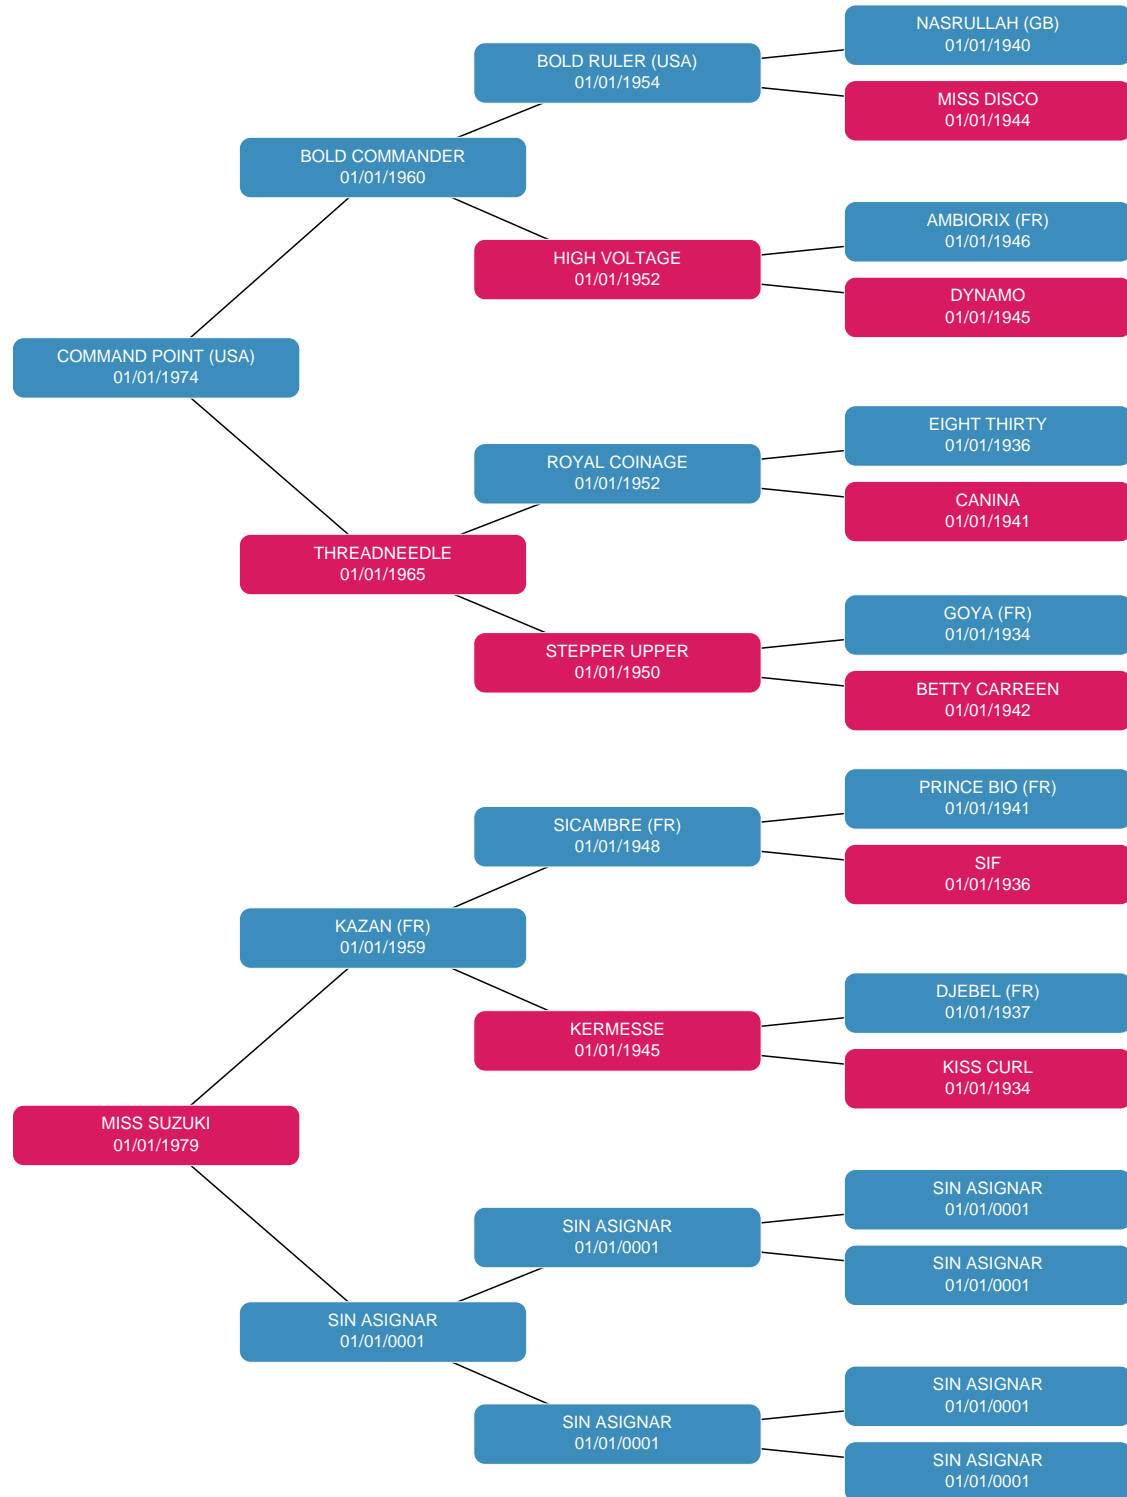 NASRULLAH (GB)
01/01/1940
BOLD RULER (USA)
01/01/1954
MISS DISCO
01/01/1944
BOLD COMMANDER
01/01/1960
AMBIORIX (FR)
01/01/1946
HIGH VOLTAGE
01/01/1952
DYNAMO
01/01/1945
COMMAND POINT (USA)
01/01/1974
EIGHT THIRTY
01/01/1936
ROYAL COINAGE
01/01/1952
CANINA
01/01/1941
THREADNEEDLE
01/01/1965
GOYA (FR)
01/01/1934
STEPPER UPPER
01/01/1950
BETTY CARREEN
01/01/1942
PRINCE BIO (FR)
01/01/1941
SICAMBRE (FR)
01/01/1948
SIF
01/01/1936
KAZAN (FR)
01/01/1959
DJEBEL (FR)
01/01/1937
KERMESSE
01/01/1945
KISS CURL
01/01/1934
MISS SUZUKI
01/01/1979
SIN ASIGNAR
01/01/0001
SIN ASIGNAR
01/01/0001
SIN ASIGNAR
01/01/0001
SIN ASIGNAR
01/01/0001
SIN ASIGNAR
01/01/0001
SIN ASIGNAR
01/01/0001
SIN ASIGNAR
01/01/0001